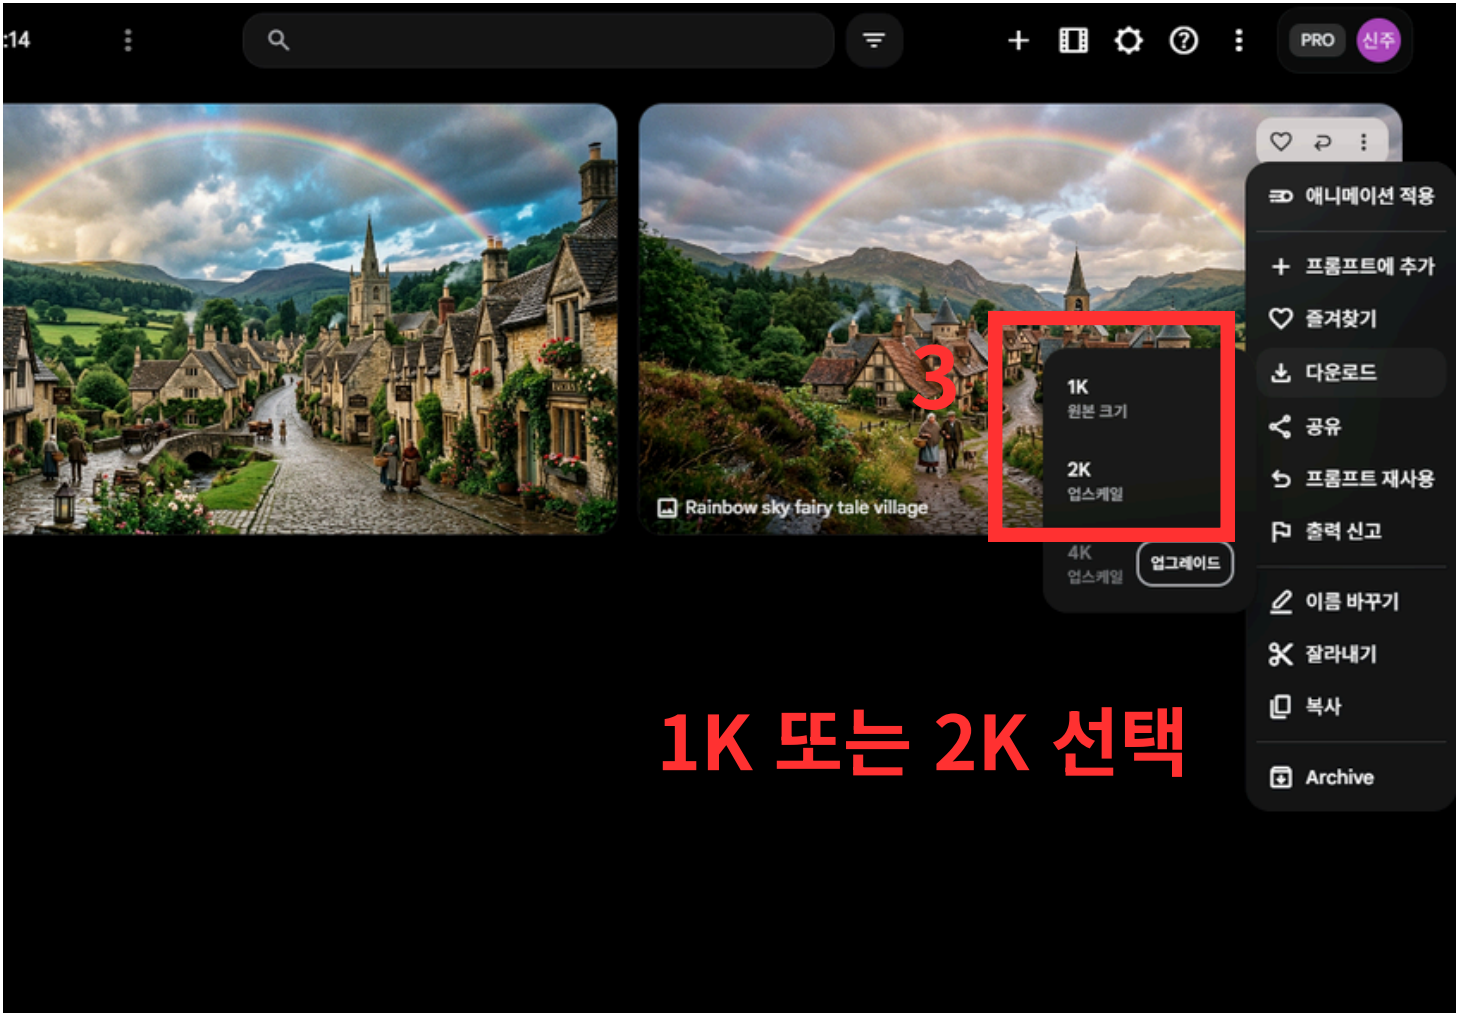 :14
PRO
신주
애니메이션 적용
프롬프트에 추가
즐겨찾기
다운로드
공유
프롬프트 재사용
출력 신고
이름 바꾸기
잘라내기
복사
Archive
3
1K
원본 크기
2K
업스케일
4K
업스케일
업그레이드
Rainbow sky fairy tale village
1K 또는 2K 선택